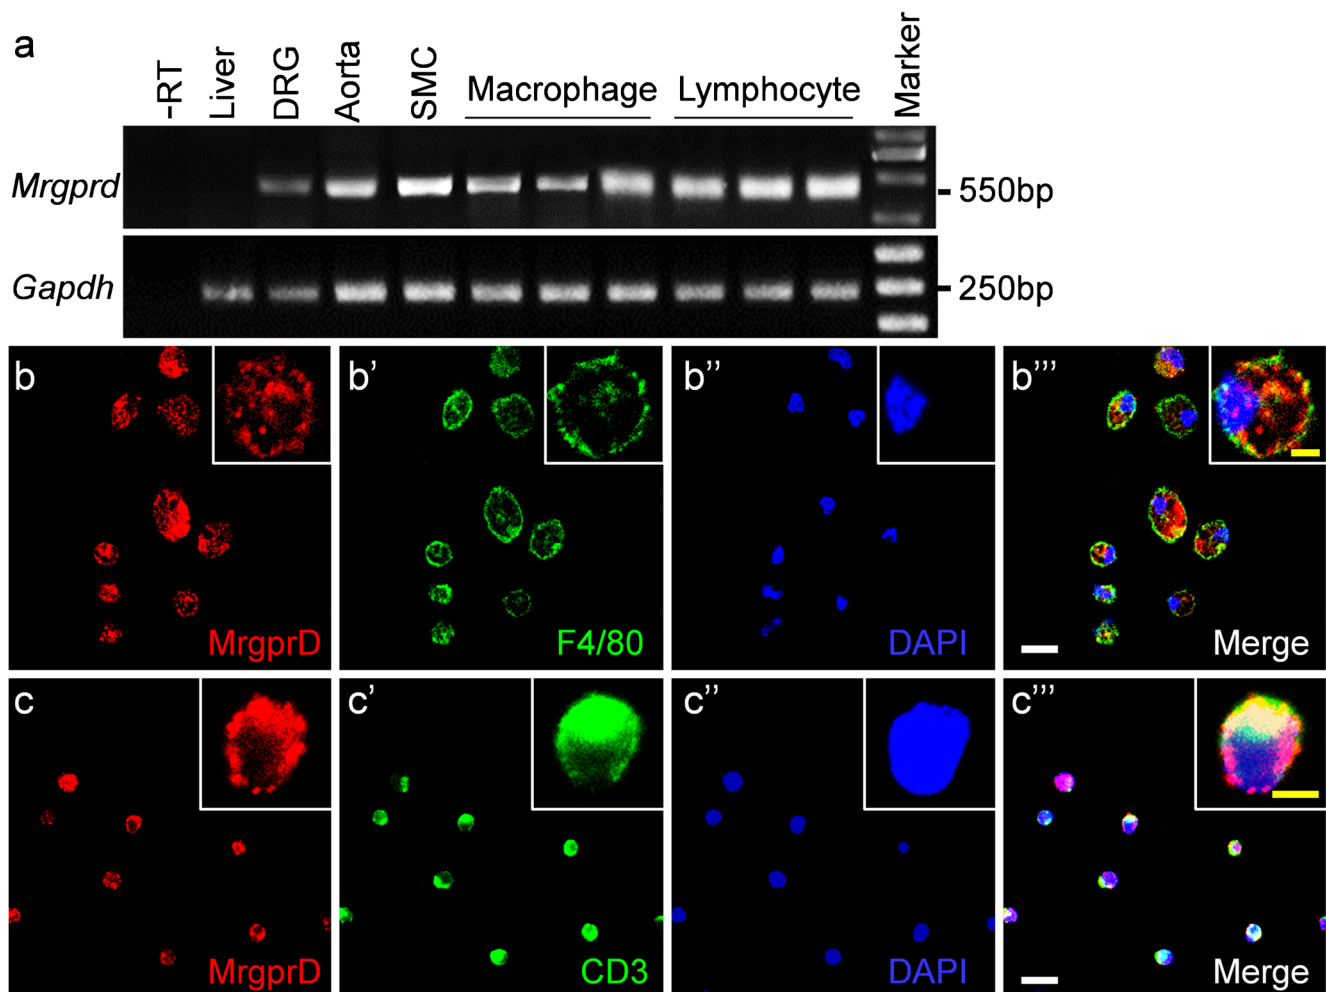 a
-RT Liver DRG Aorta SMC Macrophage Lymphocyte Marker
Mrgprd 550bp
Gapdh 250bp
b b' b'' b'''
MrgprD F4/80 DAPI Merge
c c' c'' c'''
MrgprD CD3 DAPI Merge